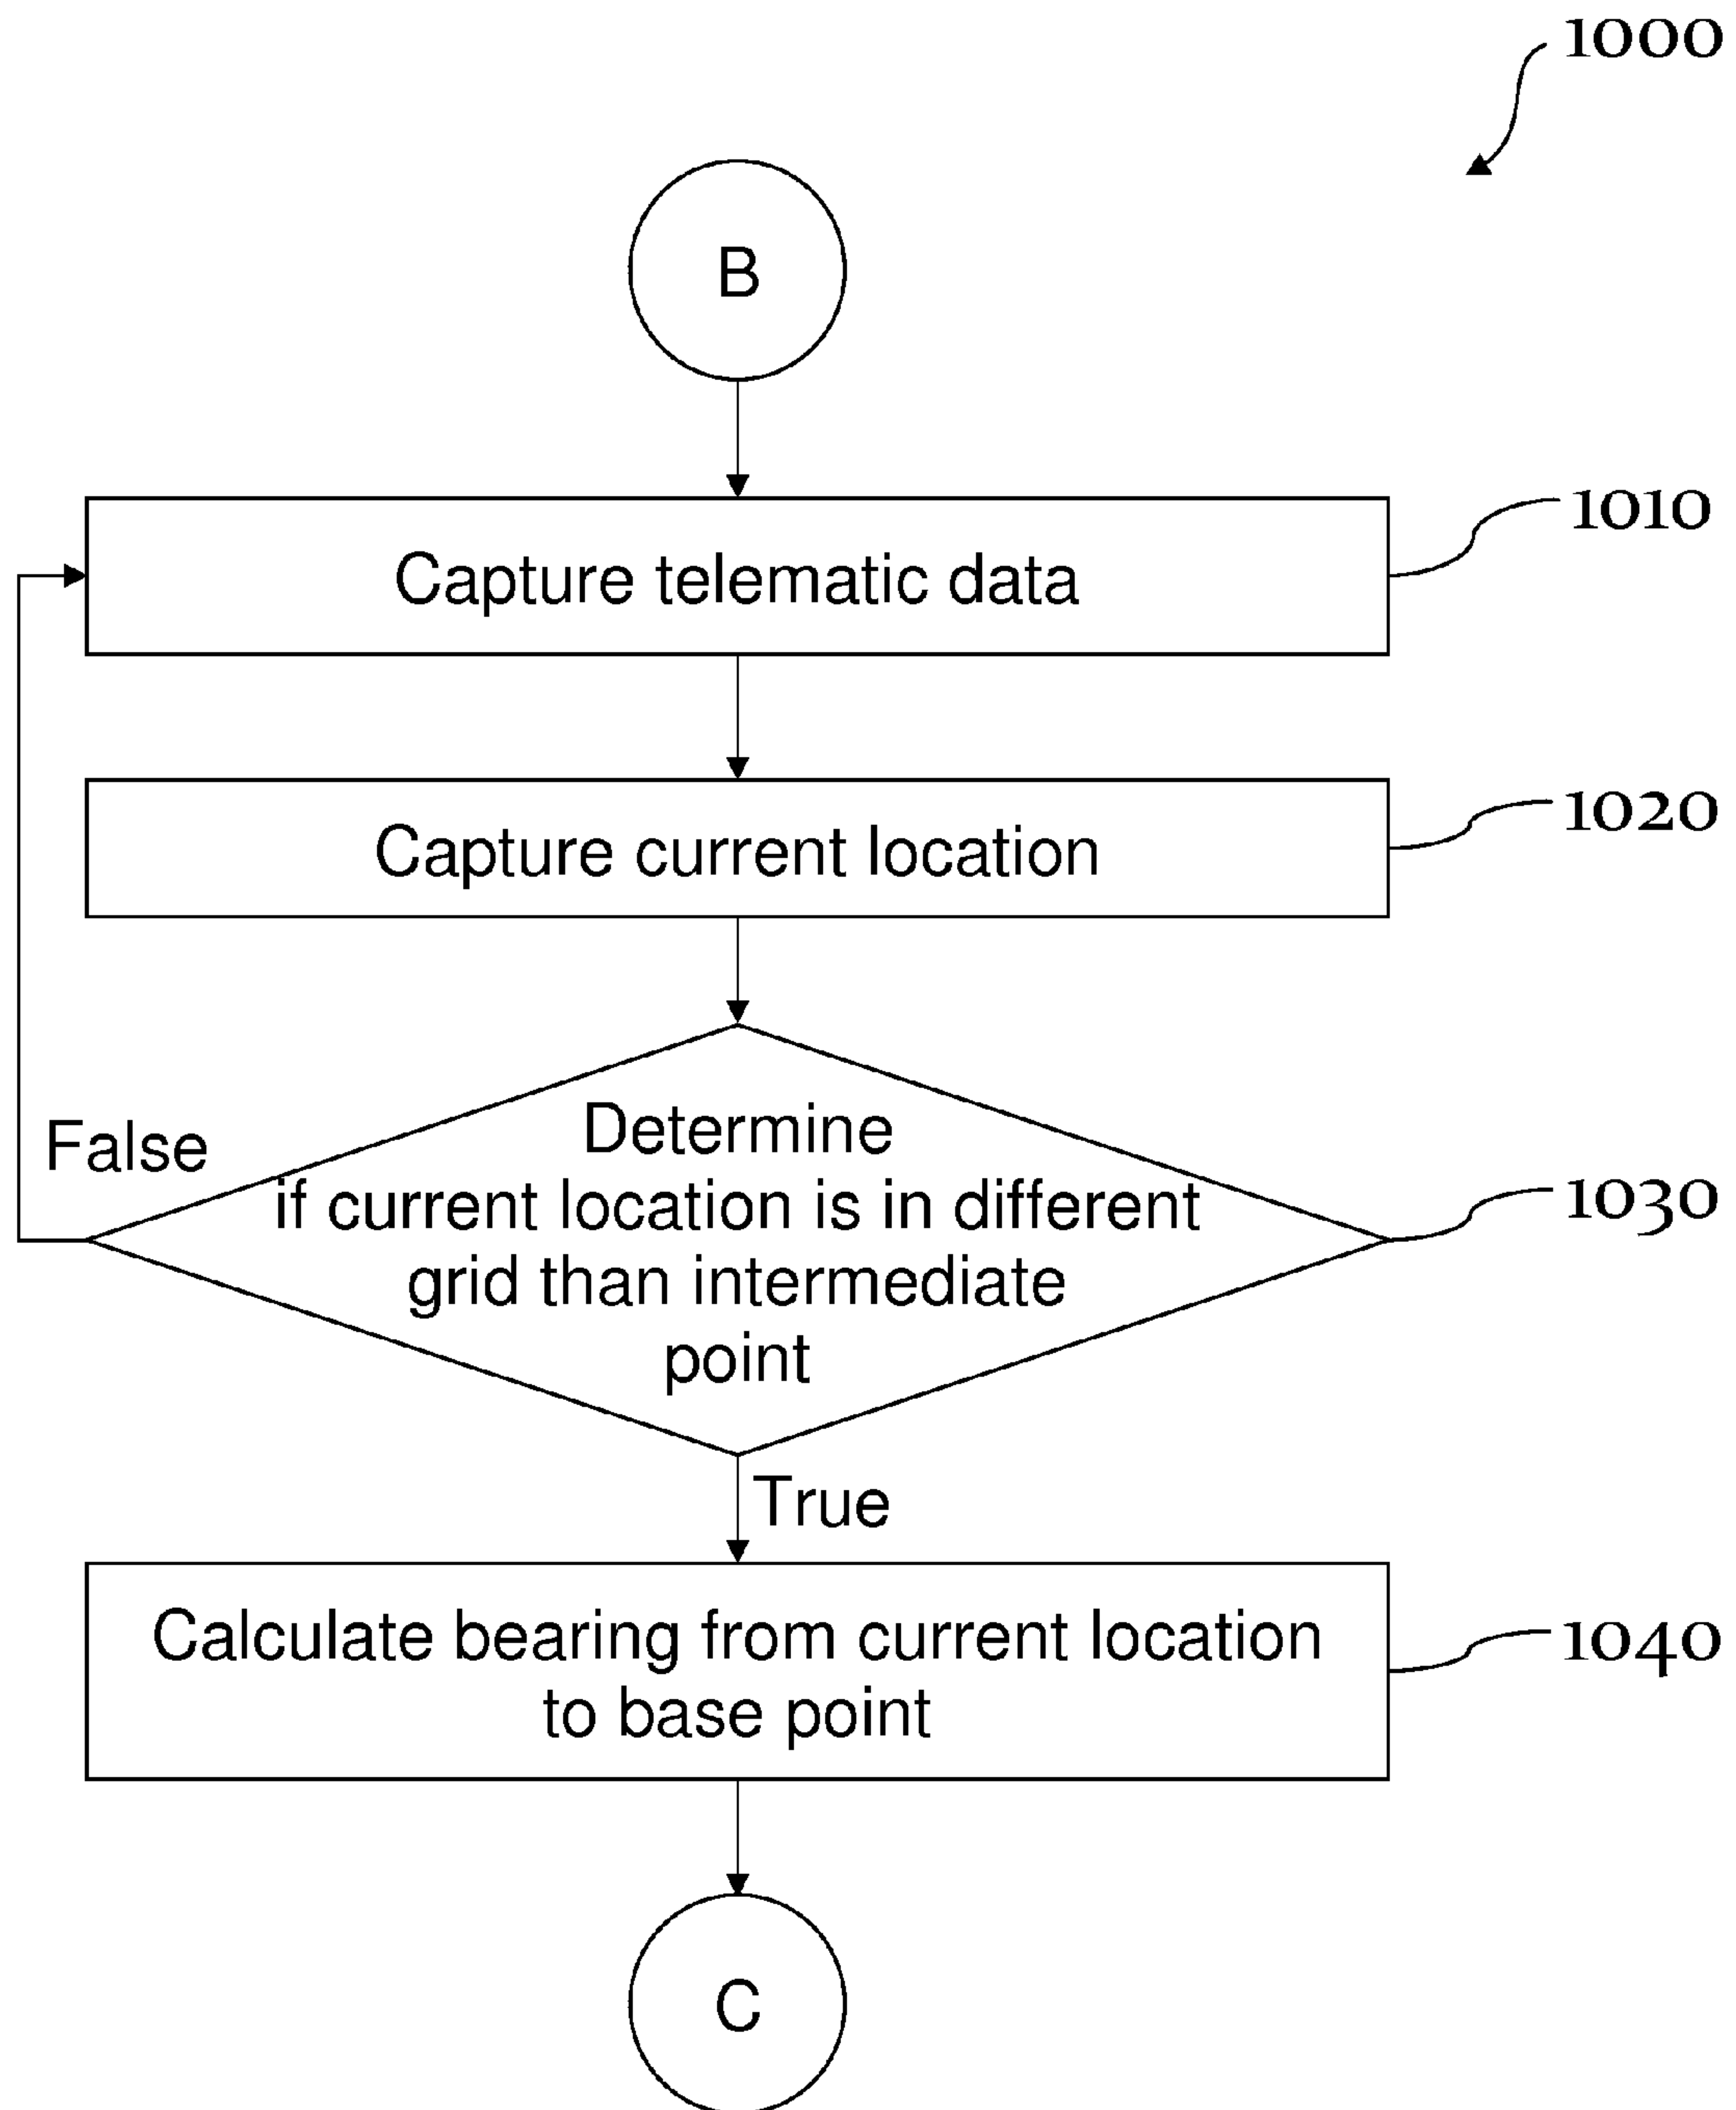 1000
B
Capture telematic data
1010
Capture current location
1020
False
Determine
if current location is in different
grid than intermediate
point
1030
True
Calculate bearing from current location
to base point
1040
C